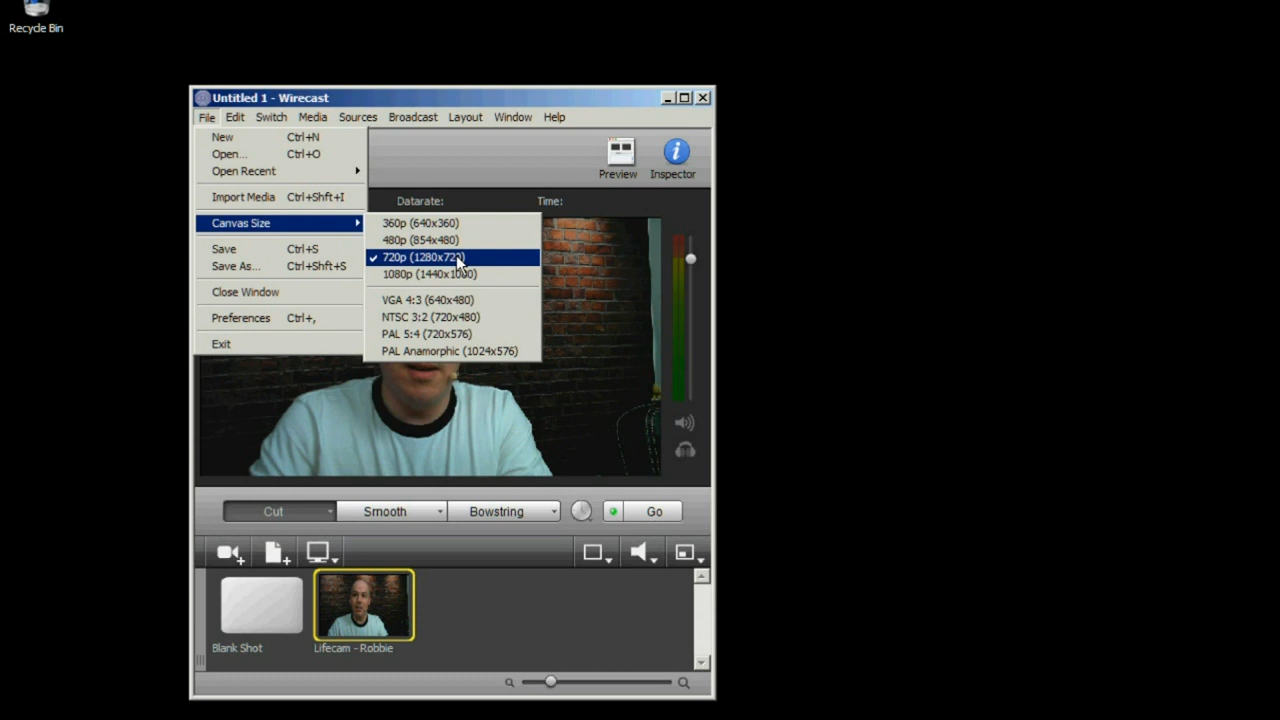 Recycle Bin
Untitled 1 - Wirecast
File Edit Switch Media Sources Broadcast Layout Window Help
New Ctrl+N
Open... Ctrl+O
Open Recent
Import Media Ctrl+Shft+I
Canvas Size
Save Ctrl+S
Save As... Ctrl+Shft+S
Close Window
Preferences Ctrl+,
Exit
Preview Inspector
Datarate: Time:
360p (640x360)
480p (854x480)
720p (1280x720)
1080p (1440x1080)
VGA 4:3 (640x480)
NTSC 3:2 (720x480)
PAL 5:4 (720x576)
PAL Anamorphic (1024x576)
Cut Smooth Bowstring Go
Blank Shot Lifecam - Robbie